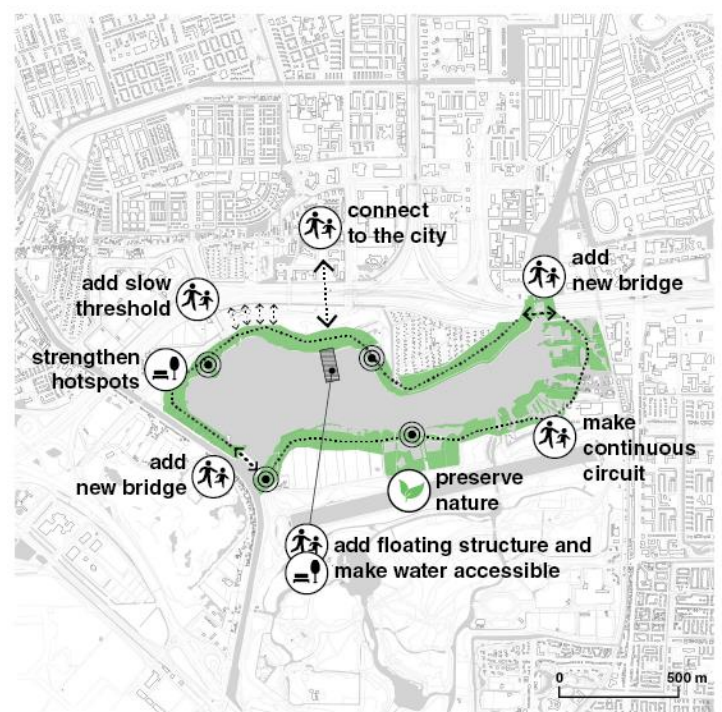 connect
to the city
add
new bridge
add slow
threshold
strengthen
hotspots
make
continuous
circuit
add
new bridge
preserve
nature
add floating structure and
make water accessible
0 500 m